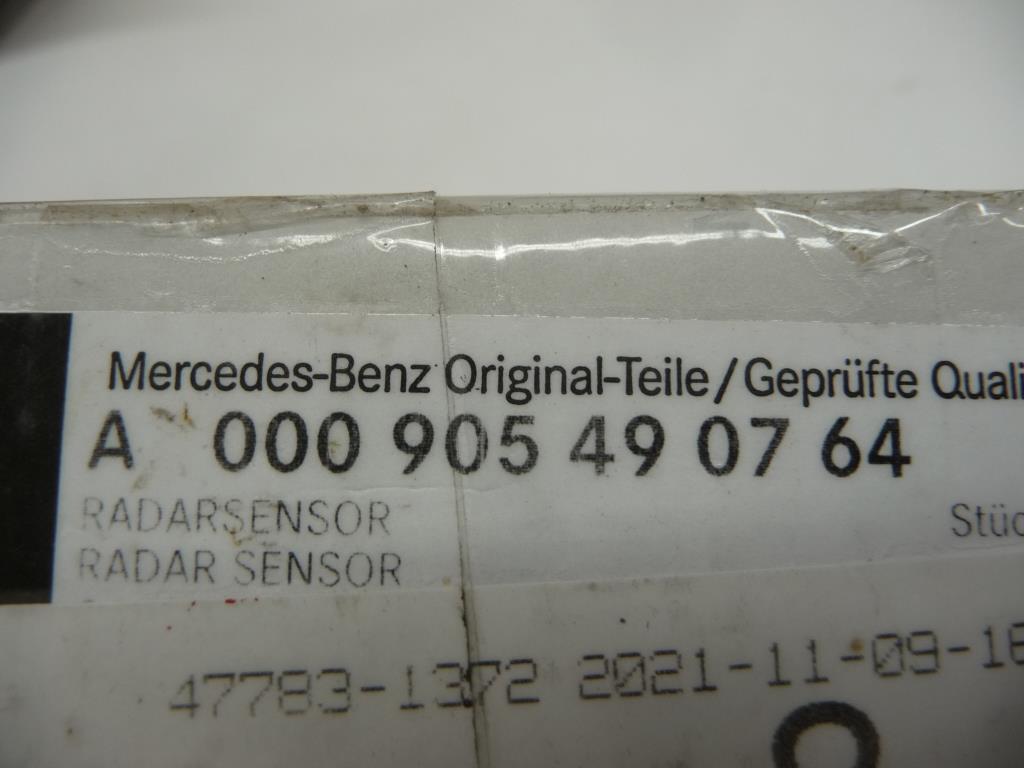 Mercedes-Benz Original-Teile/Geprüfte Quali
A 000 905 49 07 64
RADARSENSOR
Stüc
RADAR SENSOR
47783-1372 2021-11-09-16